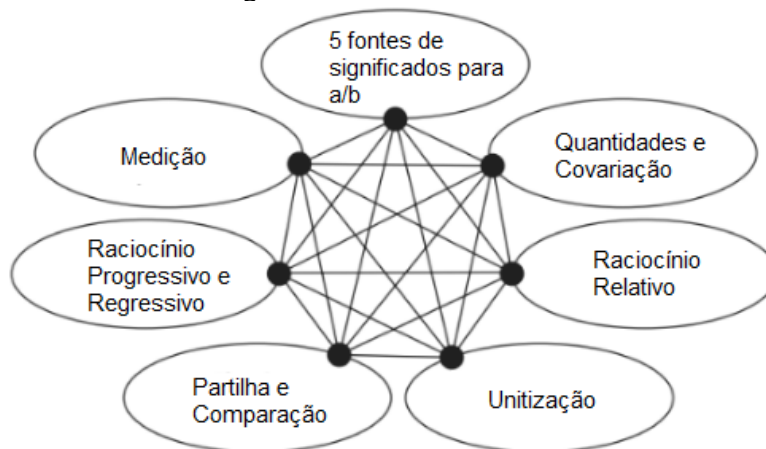 5 fontes de
significados para
a/b
Medição
Quantidades e
Covariação
Raciocínio
Progressivo e
Regressivo
Raciocínio
Relativo
Partilha e
Comparação
Unitização